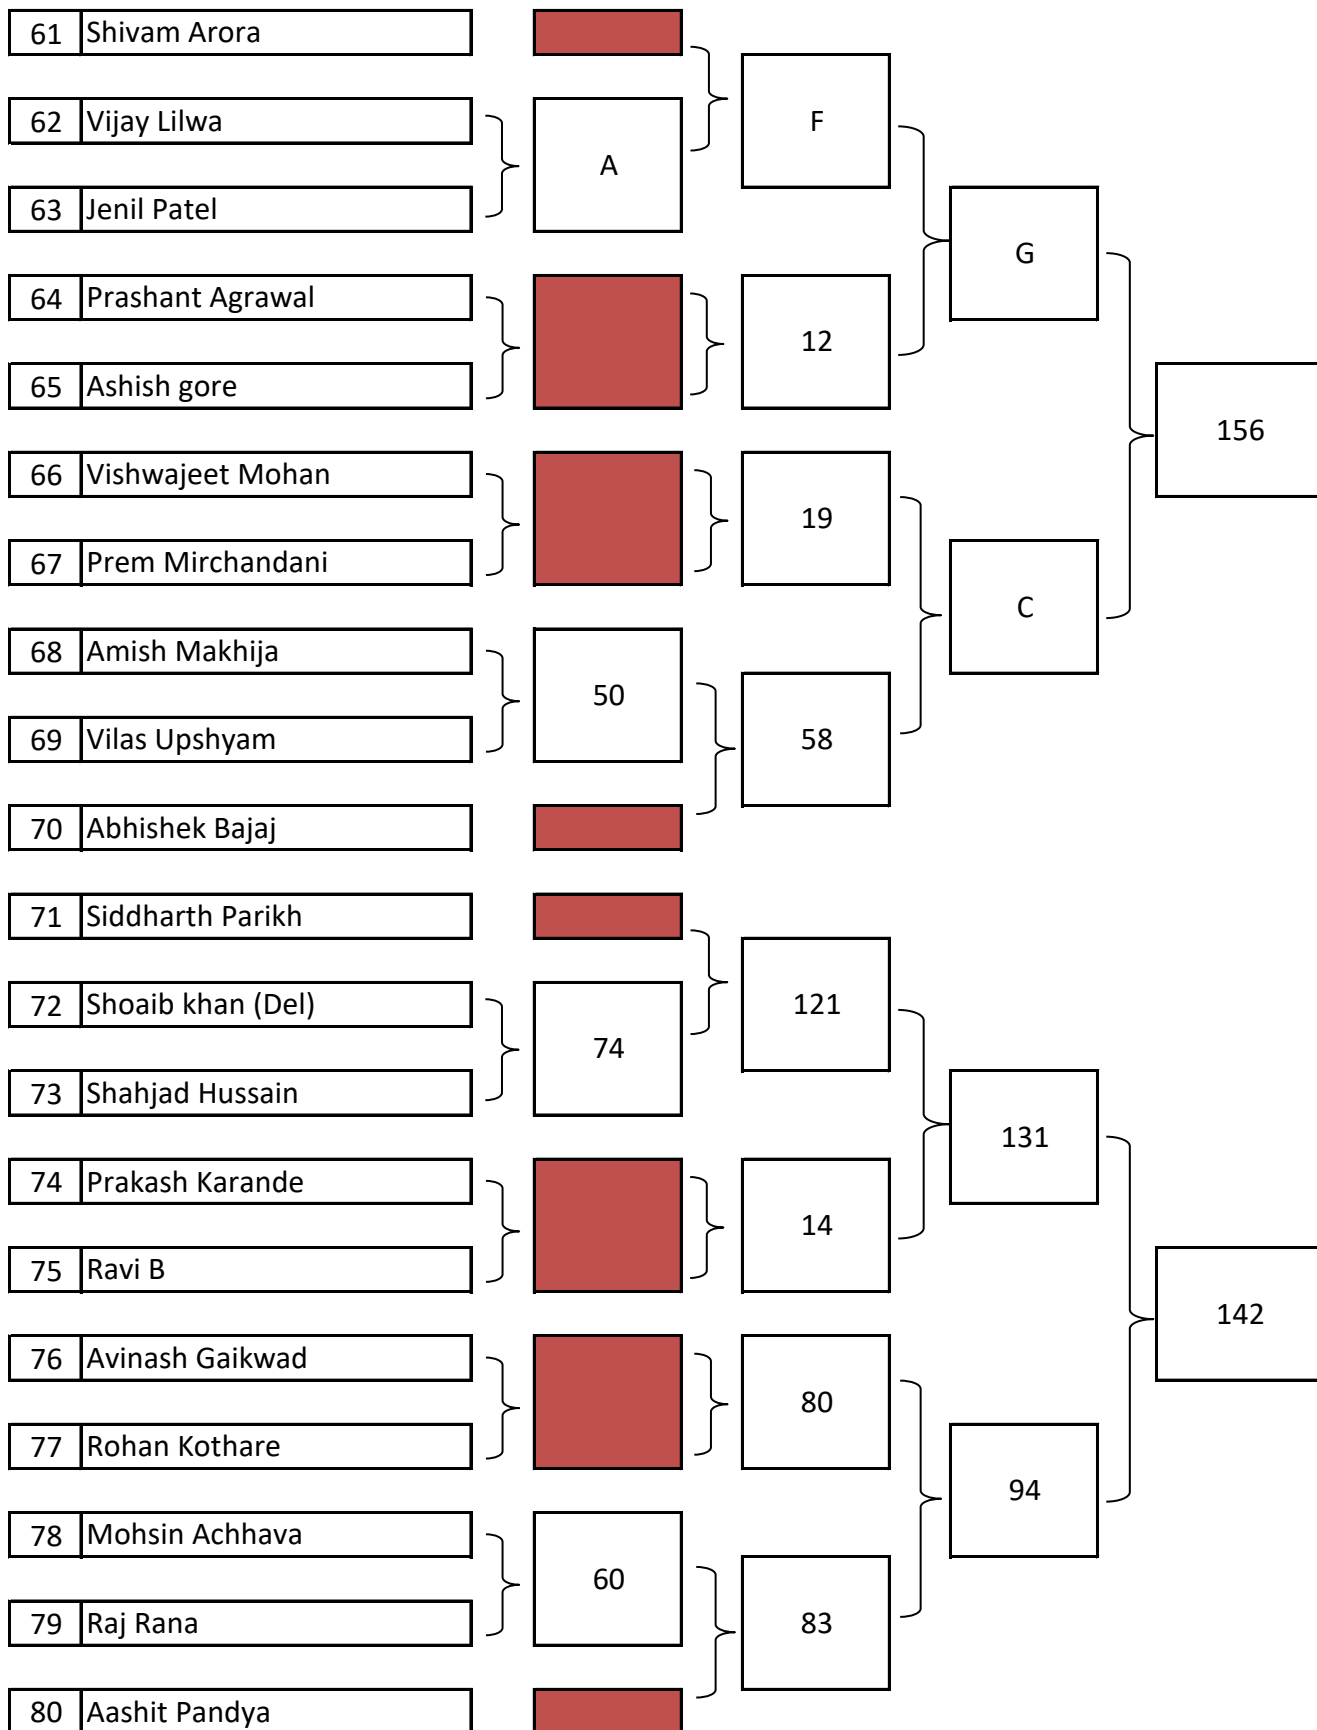 61 Shivam Arora
F
62 Vijay Lilwa
A
63 Jenil Patel
G
64 Prashant Agrawal
12
65 Ashish gore
156
66 Vishwajeet Mohan
19
67 Prem Mirchandani
C
68 Amish Makhija
50
69 Vilas Upshyam
58
70 Abhishek Bajaj
71 Siddharth Parikh
72 Shoaib khan (Del)
121
74
73 Shahjad Hussain
131
74 Prakash Karande
14
75 Ravi B
142
76 Avinash Gaikwad
80
77 Rohan Kothare
94
78 Mohsin Achhava
60
79 Raj Rana
83
80 Aashit Pandya